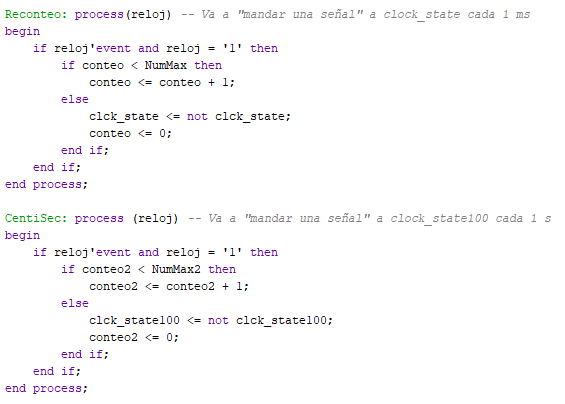 Reconteo: process(reloj) -- Va a "mandar una señal" a clock_state cada 1 ms
begin
    if reloj'event and reloj = '1' then
        if conteo < NumMax then
            conteo <= conteo + 1;
        else
            clck_state <= not clck_state;
            conteo <= 0;
        end if;
    end if;
end process;

CentiSec: process (reloj) -- Va a "mandar una señal" a clock_state100 cada 1 s
begin
    if reloj'event and reloj = '1' then
        if conteo2 < NumMax2 then
            conteo2 <= conteo2 + 1;
        else
            clck_state100 <= not clck_state100;
            conteo2 <= 0;
        end if;
    end if;
end process;